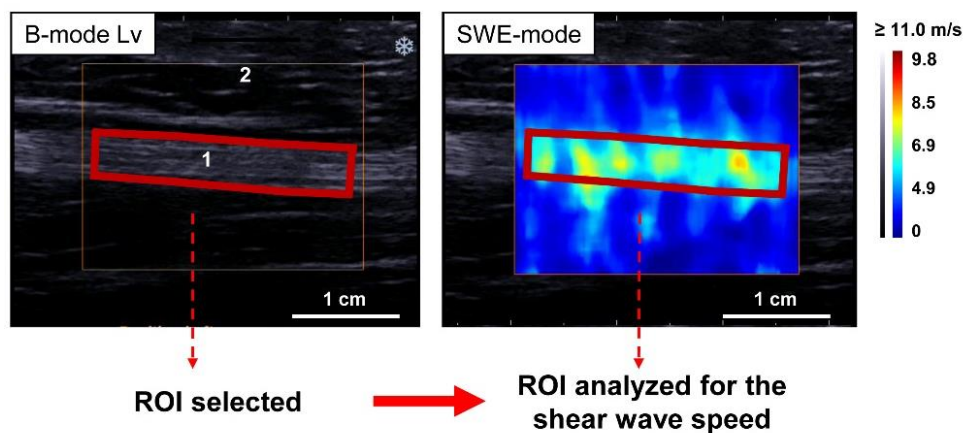 B-mode Lv
2
1
1 cm
SWE-mode
1 cm
≥ 11.0 m/s
9.8
8.5
6.9
4.9
0
ROI selected
ROI analyzed for the
shear wave speed